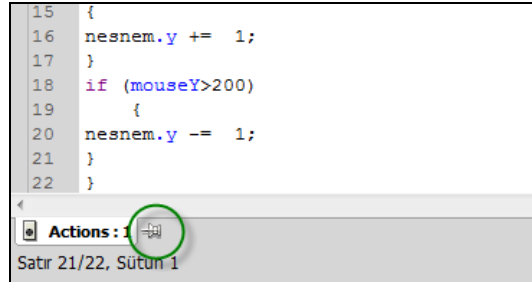 15 {
16 nesnem.y += 1;
17 }
18 if (mouseY>200)
19 {
20 nesnem.y -= 1;
21 }
22 }
Actions : 1
Satır 21/22, Sütun 1